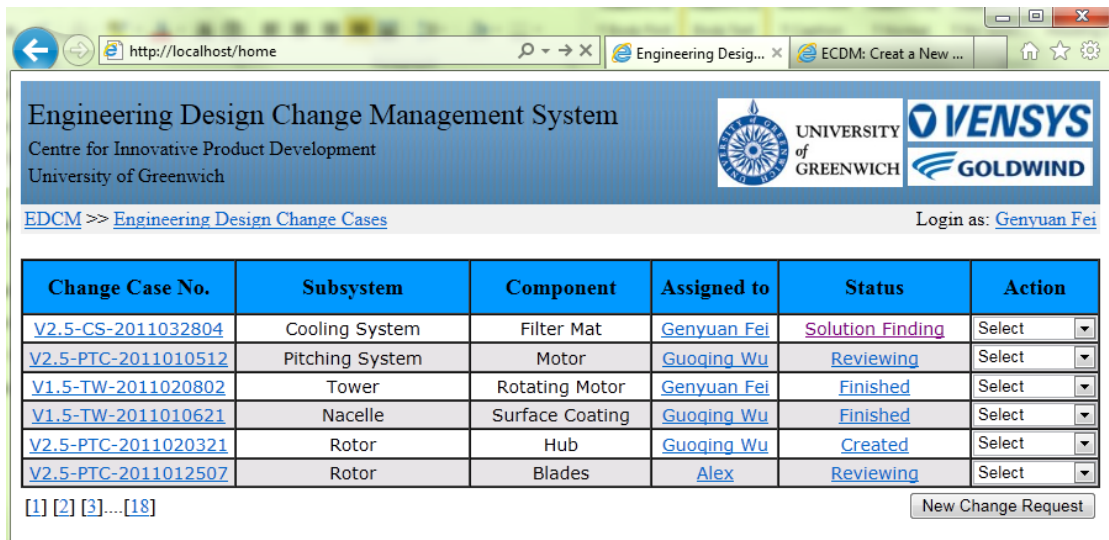 http://localhost/home
Engineering Desig...
ECDM: Creat a New ...
Engineering Design Change Management System
Centre for Innovative Product Development
University of Greenwich
UNIVERSITY
of
GREENWICH
VENSYS
GOLDWIND
EDCM >> Engineering Design Change Cases Login as: Genyuan Fei
Change Case No. Subsystem Component Assigned to Status Action
V2.5-CS-2011032804 Cooling System Filter Mat Genyuan Fei Solution Finding Select
V2.5-PTC-2011010512 Pitching System Motor Guoqing Wu Reviewing Select
V1.5-TW-2011020802 Tower Rotating Motor Genyuan Fei Finished Select
V1.5-TW-2011010621 Nacelle Surface Coating Guoqing Wu Finished Select
V2.5-PTC-2011020321 Rotor Hub Guoqing Wu Created Select
V2.5-PTC-2011012507 Rotor Blades Alex Reviewing Select
[1] [2] [3]....[18] New Change Request